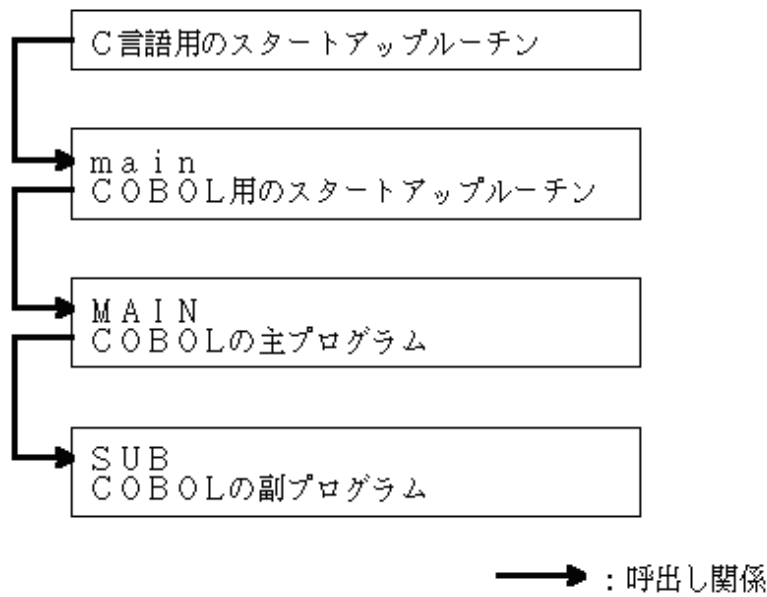 C言語用のスタートアップルーチン
main
COBOL用のスタートアップルーチン
MAIN
COBOLの主プログラム
SUB
COBOLの副プログラム
：呼出し関係